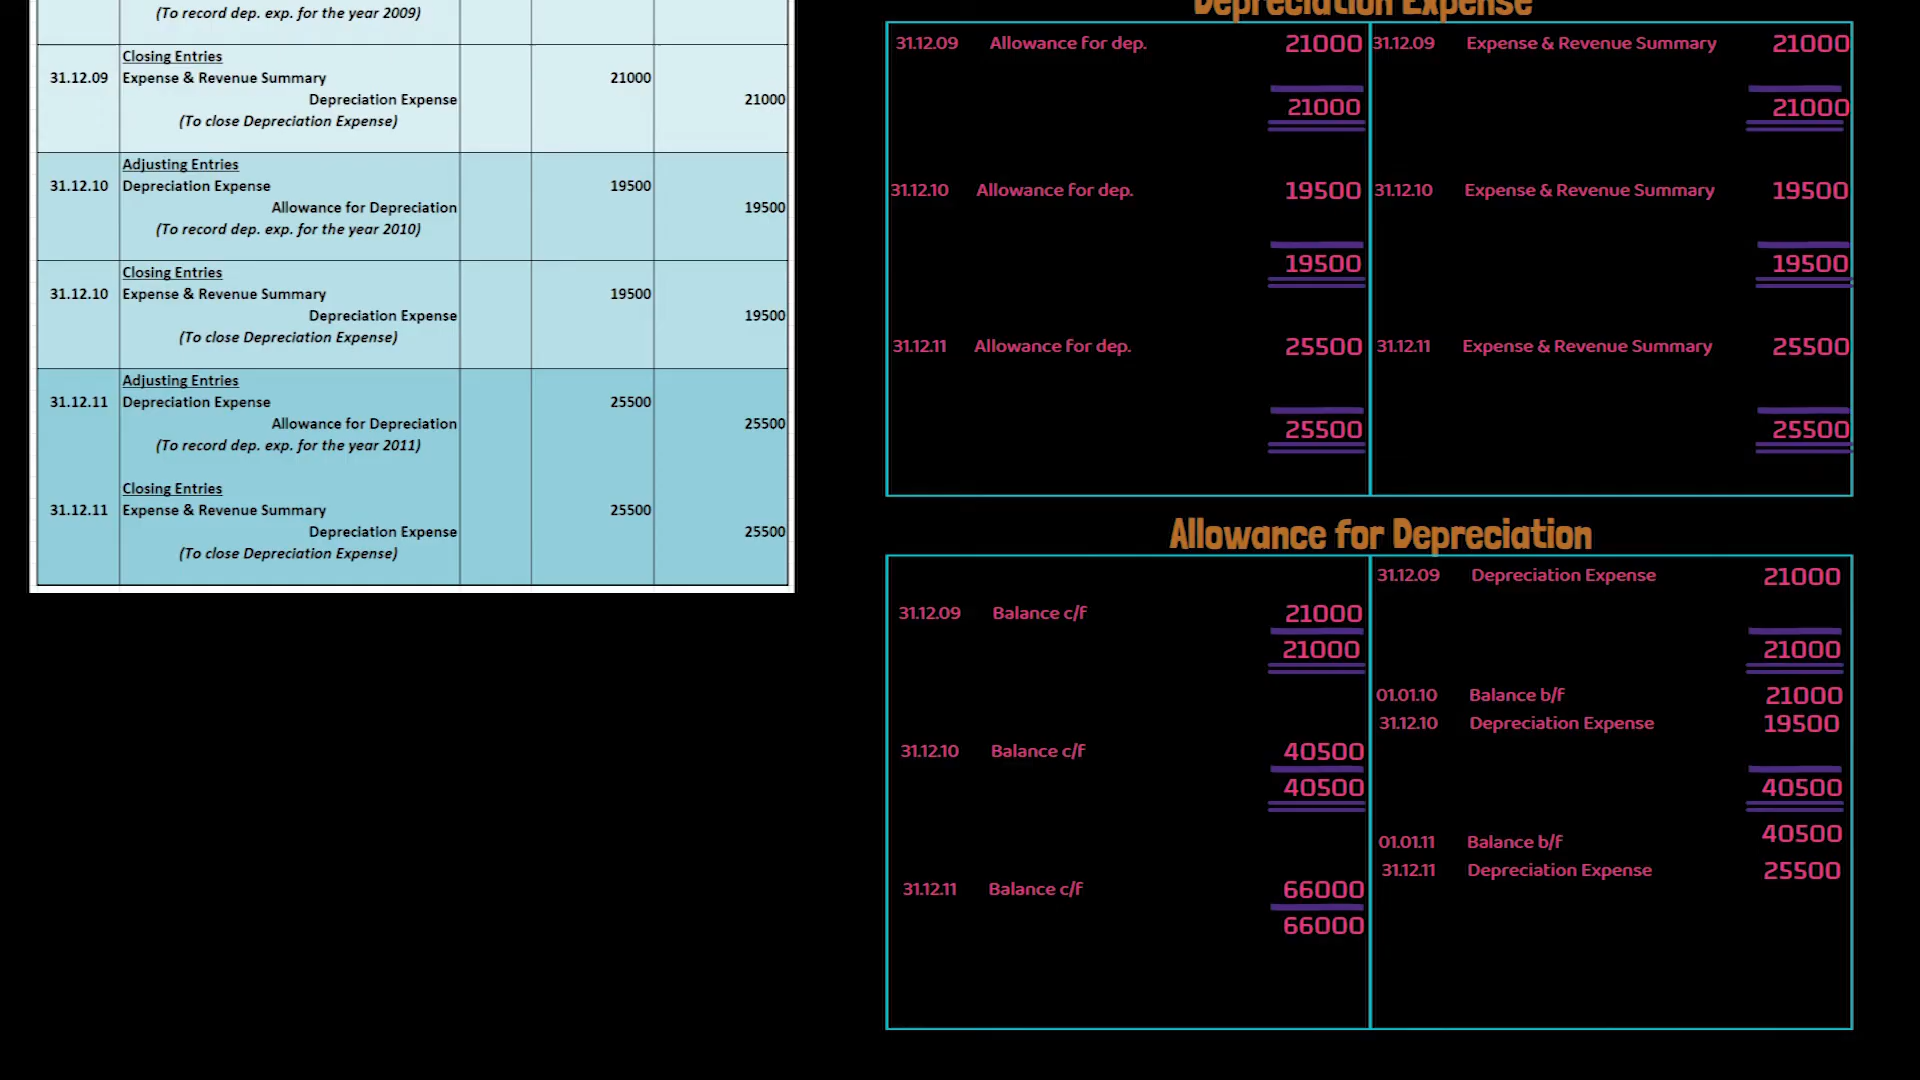 (To record dep. exp. for the year 2009)
Closing Entries
31.12.09 Expense & Revenue Summary 21000
Depreciation Expense 21000
(To close Depreciation Expense)
Adjusting Entries
31.12.10 Depreciation Expense 19500
Allowance for Depreciation 19500
(To record dep. exp. for the year 2010)
Closing Entries
31.12.10 Expense & Revenue Summary 19500
Depreciation Expense 19500
(To close Depreciation Expense)
Adjusting Entries
31.12.11 Depreciation Expense 25500
Allowance for Depreciation 25500
(To record dep. exp. for the year 2011)
Closing Entries
31.12.11 Expense & Revenue Summary 25500
Depreciation Expense 25500
(To close Depreciation Expense)
Depreciation Expense
31.12.09 Allowance for dep. 21000 31.12.09 Expense & Revenue Summary 21000
21000 21000
31.12.10 Allowance for dep. 19500 31.12.10 Expense & Revenue Summary 19500
19500 19500
31.12.11 Allowance for dep. 25500 31.12.11 Expense & Revenue Summary 25500
25500 25500
Allowance for Depreciation
31.12.09 Depreciation Expense 21000
31.12.09 Balance c/f 21000
21000 21000
01.01.10 Balance b/f 21000
31.12.10 Depreciation Expense 19500
31.12.10 Balance c/f 40500
40500 40500
01.01.11 Balance b/f 40500
31.12.11 Depreciation Expense 25500
31.12.11 Balance c/f 66000
66000